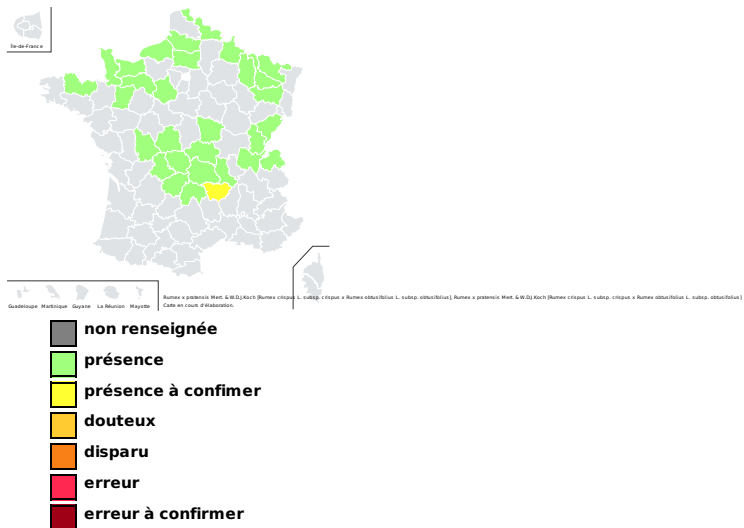 Île-de-France
Guadeloupe Martinique Guyane La Réunion Mayotte
Rumex x pratensis Mert. & W.D.J.Koch [Rumex crispus L. subsp. crispus x Rumex obtusifolius L. subsp. obtusifolius], Rumex x pratensis Mert. & W.D.J.Koch [Rumex crispus L. subsp. crispus x Rumex obtusifolius L. subsp. obtusifolius]
Carte en cours d'élaboration.
non renseignée
présence
présence à confimer
douteux
disparu
erreur
erreur à confirmer